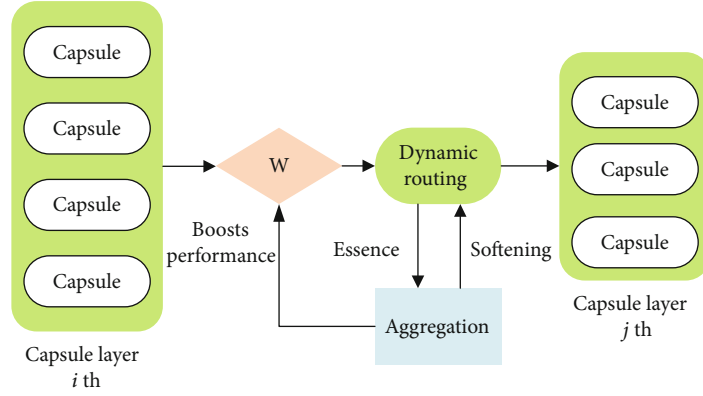 Capsule
Capsule
Capsule
Capsule
Capsule layer
i th
W
Boosts
performance
Dynamic
routing
Essence
Softening
Aggregation
Capsule
Capsule
Capsule
Capsule layer
j th